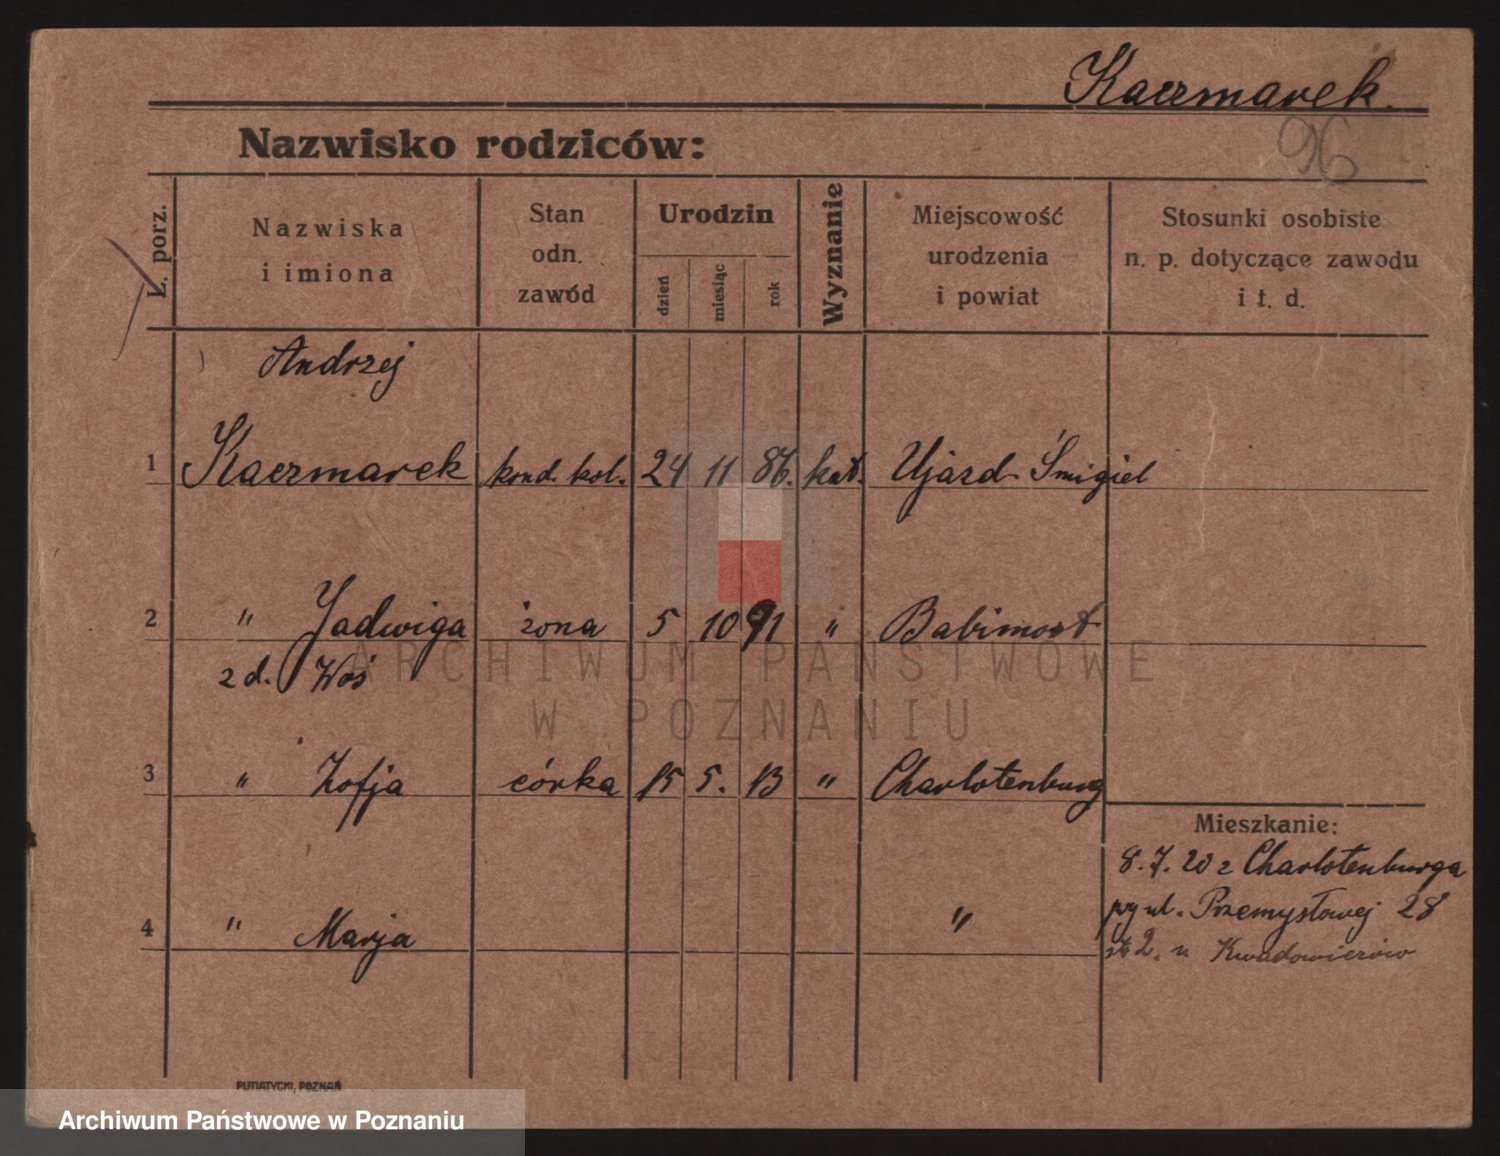 Kaczmarek.
96
Nazwisko rodziców:
L. porz.
Nazwiska
i imiona
Stan
odn.
zawód
Urodzin
dzień
miesiąc
rok
Wyznanie
Miejscowość
urodzenia
i powiat
Stosunki osobiste
n. p. dotyczące zawodu
i t. d.
Andrzej
1 Kaczmarek kond. kol. 24 11 86. kat. Ujazd Śmigiel
2 " Jadwiga żona 5 10 91 " Babimost
z d. Woś
3 " Zofja córka 15 5. 13 " Charlotenburg
Mieszkanie:
8. 7. 20 z Charlotenburga
przy ul. Przemysłowej 28
4 " Marja "
2. u
PUTIATYCKI, POZNAŃ
ARCHIWUM PAŃSTWOWE
W POZNANIU
Archiwum Państwowe w Poznaniu